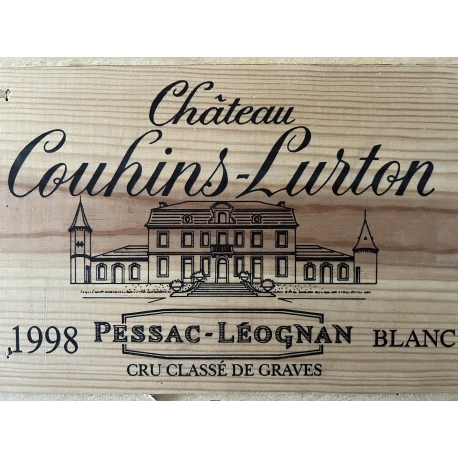 Château
Couhins-Lurton
1998 PESSAC-LÉOGNAN BLANC
CRU CLASSÉ DE GRAVES